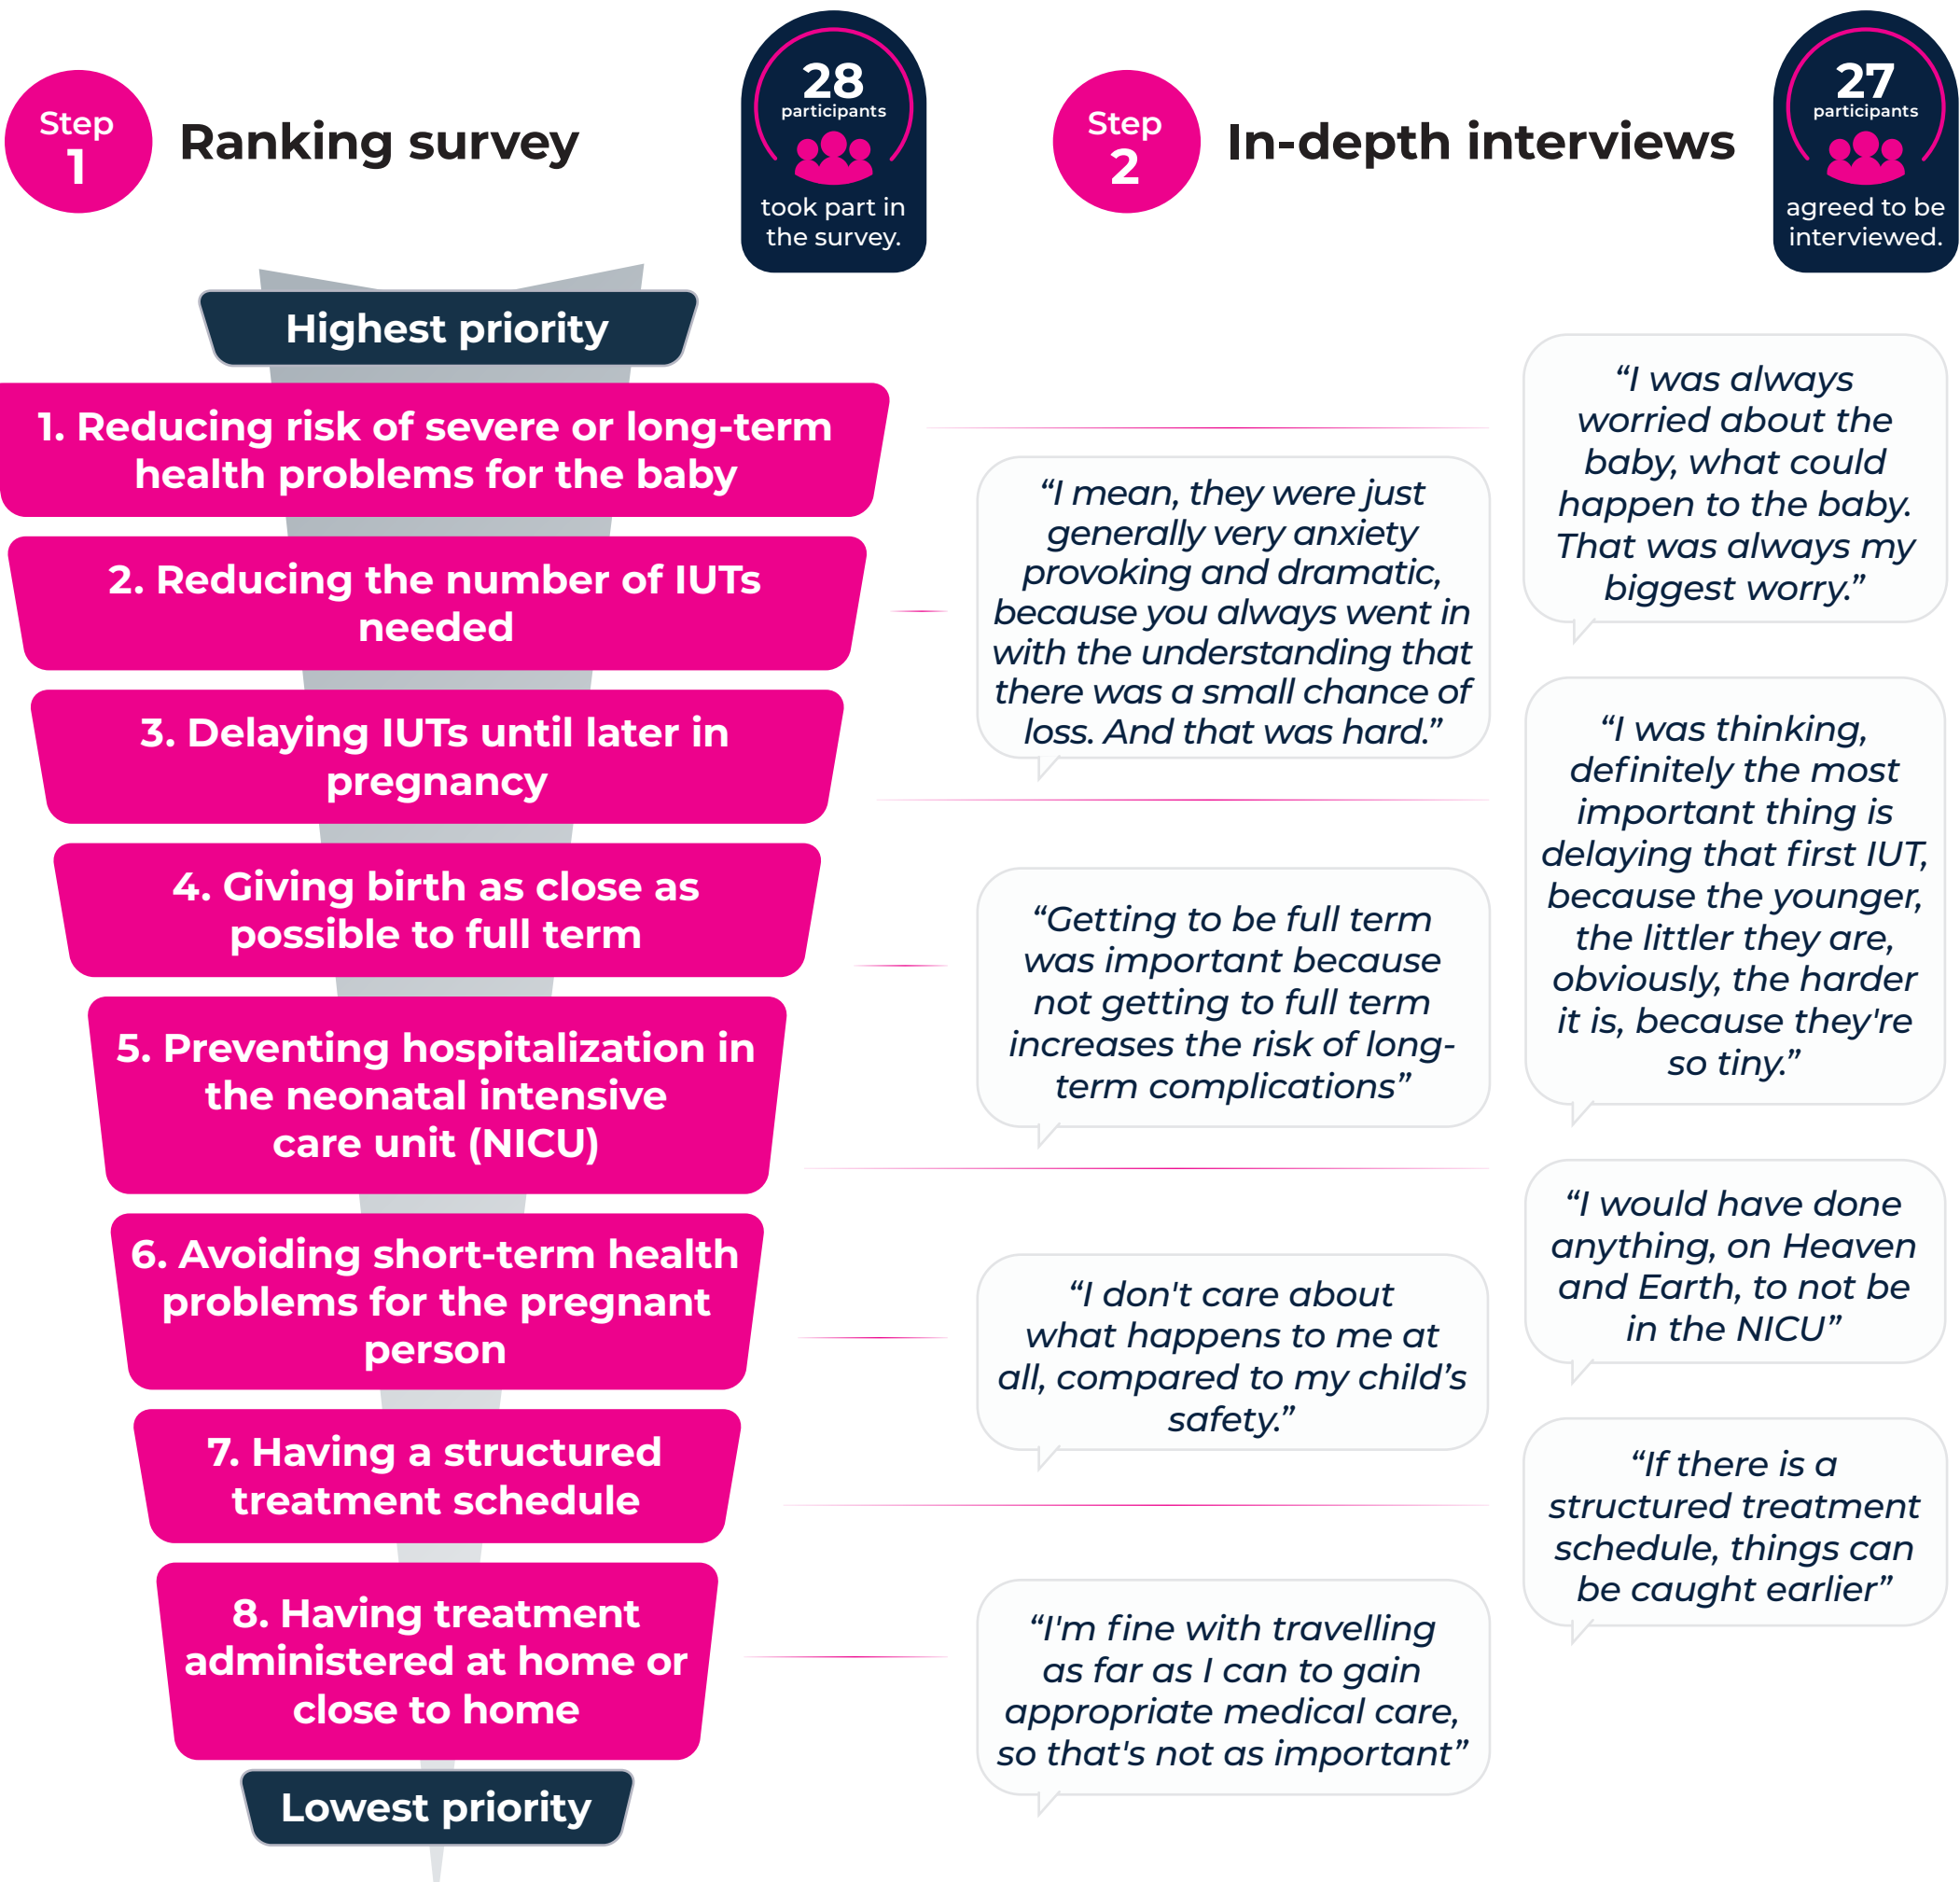 Step
1
Ranking survey
28
participants
took part in
the survey.
Step
2
In-depth interviews
27
participants
agreed to be
interviewed.
Highest priority
1. Reducing risk of severe or long-term
health problems for the baby
“I was always
worried about the
baby, what could
happen to the baby.
That was always my
biggest worry.”
2. Reducing the number of IUTs
needed
“I mean, they were just
generally very anxiety
provoking and dramatic,
because you always went in
with the understanding that
there was a small chance of
loss. And that was hard.”
3. Delaying IUTs until later in
pregnancy
“I was thinking,
definitely the most
important thing is
delaying that first IUT,
because the younger,
the littler they are,
obviously, the harder
it is, because they're
so tiny.”
4. Giving birth as close as
possible to full term
“Getting to be full term
was important because
not getting to full term
increases the risk of long-
term complications”
5. Preventing hospitalization in
the neonatal intensive
care unit (NICU)
“I would have done
anything, on Heaven
and Earth, to not be
in the NICU”
6. Avoiding short-term health
problems for the pregnant
person
“I don't care about
what happens to me at
all, compared to my child’s
safety.”
7. Having a structured
treatment schedule
“If there is a
structured treatment
schedule, things can
be caught earlier”
8. Having treatment
administered at home or
close to home
“I'm fine with travelling
as far as I can to gain
appropriate medical care,
so that's not as important”
Lowest priority